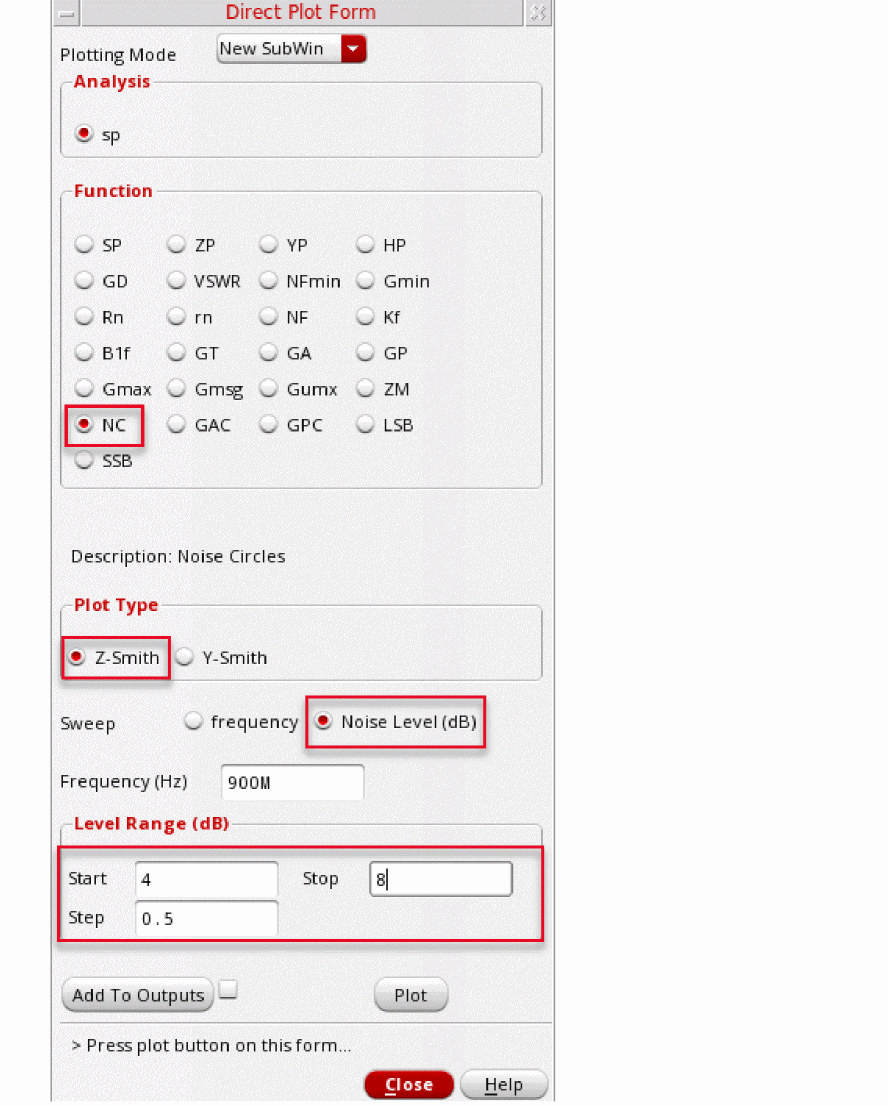 Direct Plot Form
Plotting Mode New SubWin
Analysis
sp
Function
SP ZP YP HP
GD VSWR NFmin Gmin
Rn rn NF Kf
B1f GT GA GP
Gmax Gmsg Gumx ZM
NC GAC GPC LSB
SSB
Description: Noise Circles
Plot Type
Z-Smith Y-Smith
Sweep frequency Noise Level (dB)
Frequency (Hz) 900M
Level Range (dB)
Start 4 Stop 8
Step 0.5
Add To Outputs Plot
> Press plot button on this form...
Close Help